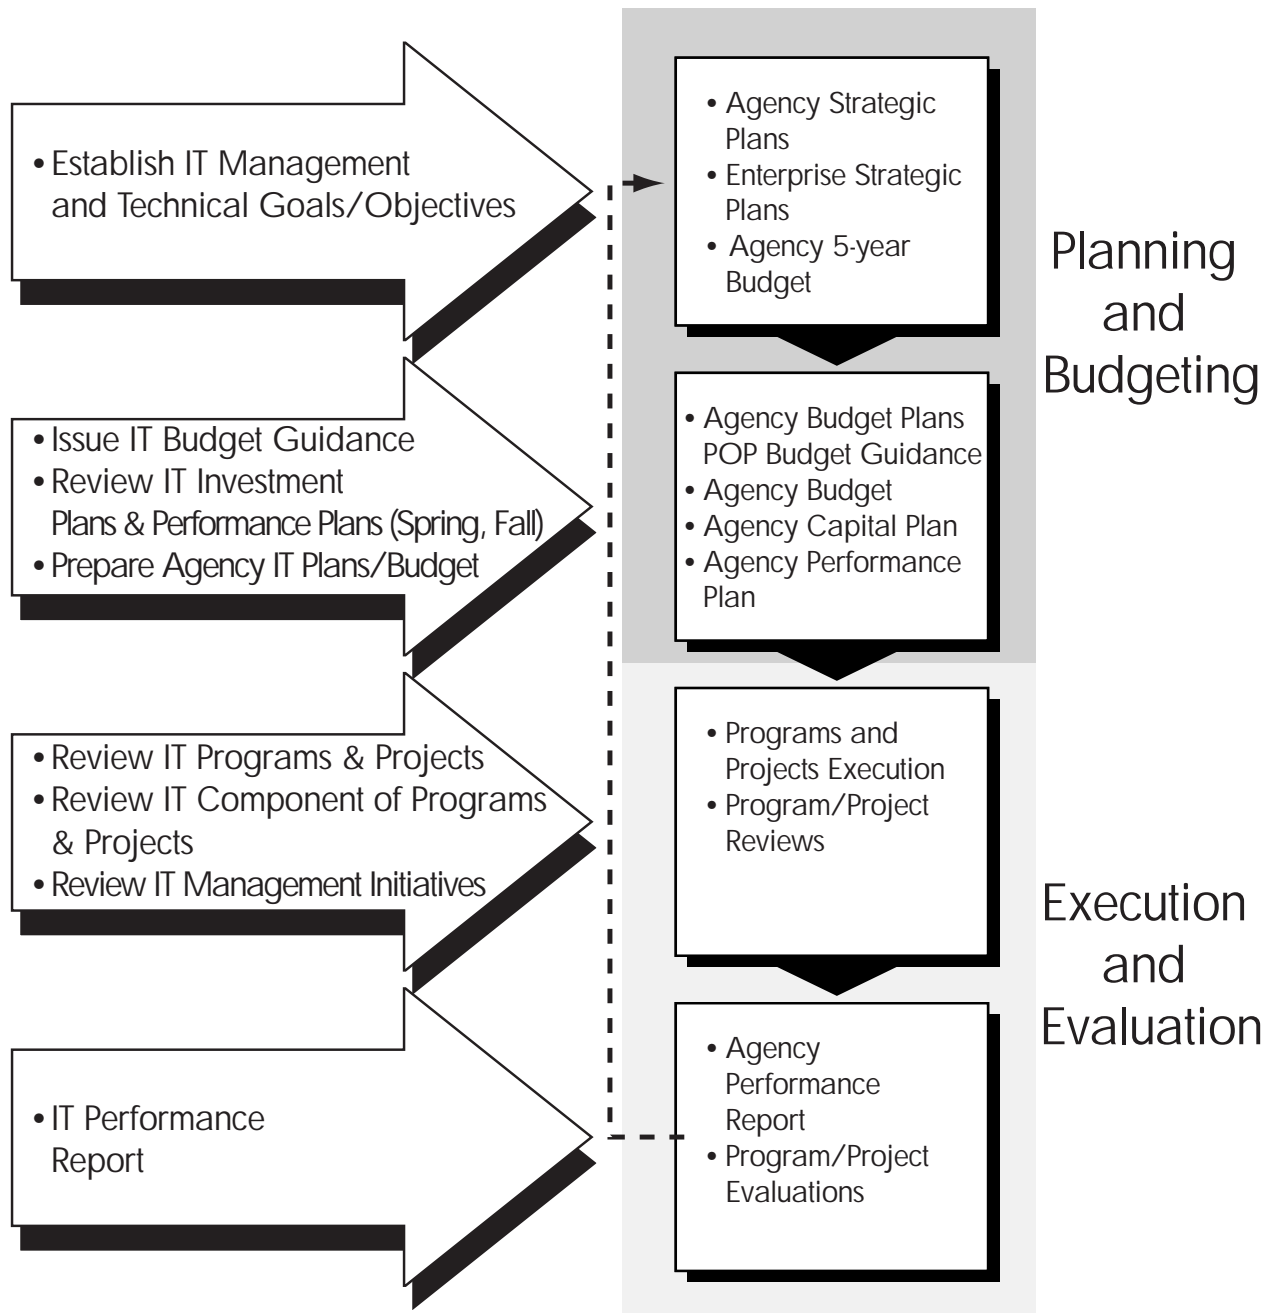 • Establish IT Management
and Technical Goals/Objectives
• Agency Strategic
Plans
• Enterprise Strategic
Plans
• Agency 5-year
Budget
Planning
and
Budgeting
• Issue IT Budget Guidance
• Review IT Investment
Plans & Performance Plans (Spring, Fall)
• Prepare Agency IT Plans/Budget
• Agency Budget Plans
POP Budget Guidance
• Agency Budget
• Agency Capital Plan
• Agency Performance
Plan
• Review IT Programs & Projects
• Review IT Component of Programs
& Projects
• Review IT Management Initiatives
• Programs and
Projects Execution
• Program/Project
Reviews
Execution
and
Evaluation
• IT Performance
Report
• Agency
Performance
Report
• Program/Project
Evaluations